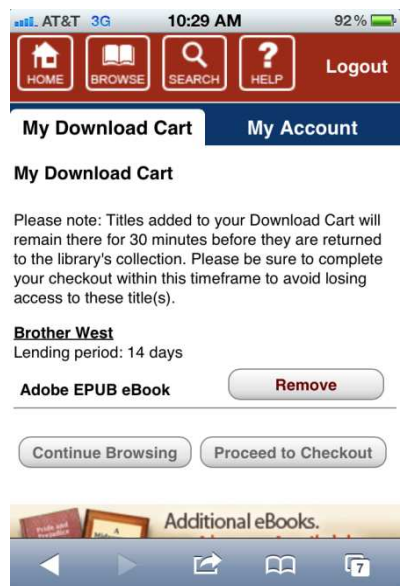 AT&T 3G 10:29 AM 92%
HOME BROWSE SEARCH ? HELP Logout
My Download Cart My Account
My Download Cart
Please note: Titles added to your Download Cart will
remain there for 30 minutes before they are returned
to the library's collection. Please be sure to complete
your checkout within this timeframe to avoid losing
access to these title(s).
Brother West
Lending period: 14 days
Adobe EPUB eBook Remove
Continue Browsing Proceed to Checkout
Pride and Prejudice A Additional eBooks.
7